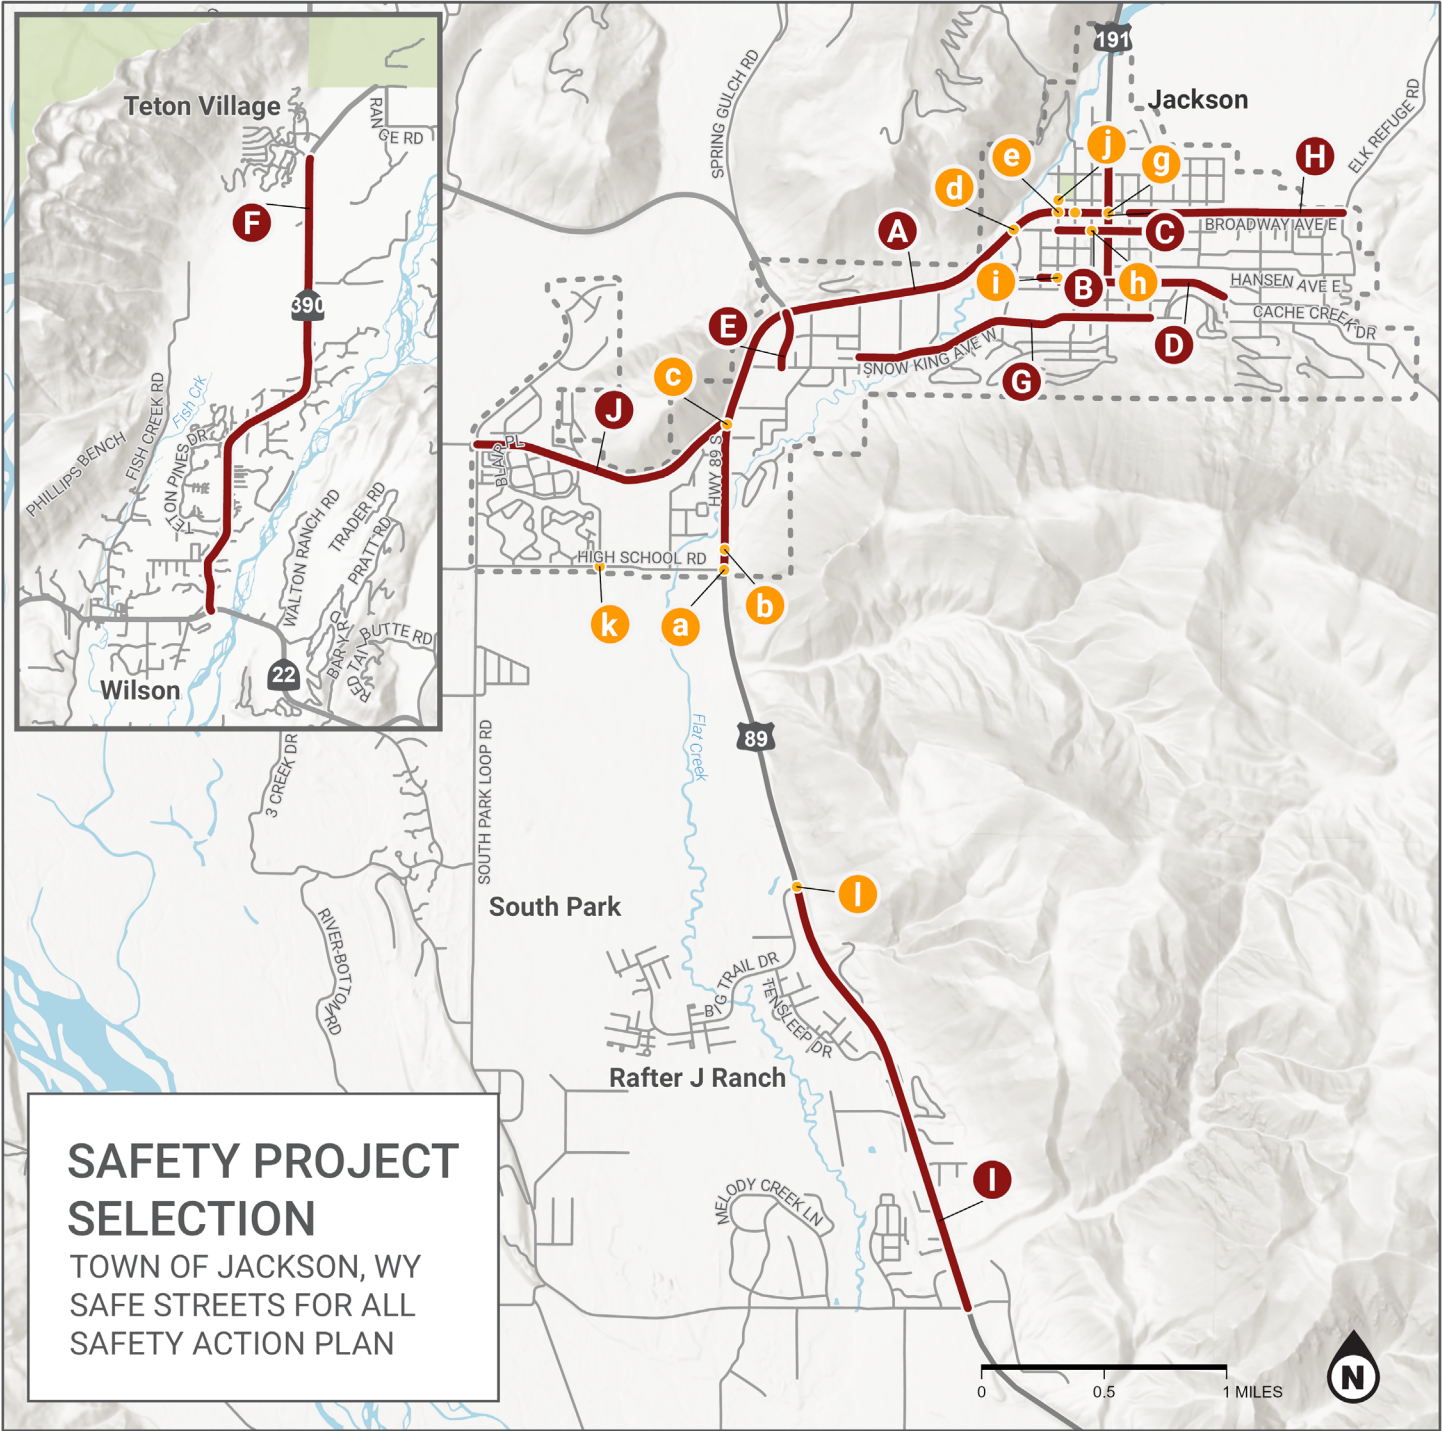 Teton Village
RANGE RD
F
390
FISH CREEK RD
Fish Crk
PHILLIPS BENCH
TETON PINES DR
WALTON RANCH RD
TRADER RD
PRATT RD
BAR Y RD
RED TAIL BUTTE RD
22
Wilson
SPRING GULCH RD
191
Jackson
ELK REFUGE RD
e
j
g
H
d
A
C
BROADWAY AVE E
i
B
h
HANSEN AVE E
CACHE CREEK DR
E
D
SNOW KING AVE W
G
c
J
BLAIR PL
HWY 89 S
HIGH SCHOOL RD
k
a
b
89
Flat Creek
SOUTH PARK LOOP RD
3 CREEK DR
l
South Park
RIVER-BOTTOM RD
BIG TRAIL DR
TENSLEEP DR
Rafter J Ranch
I
MELODY CREEK LN
SAFETY PROJECT
SELECTION
TOWN OF JACKSON, WY
SAFE STREETS FOR ALL
SAFETY ACTION PLAN
0 0.5 1 MILES
N